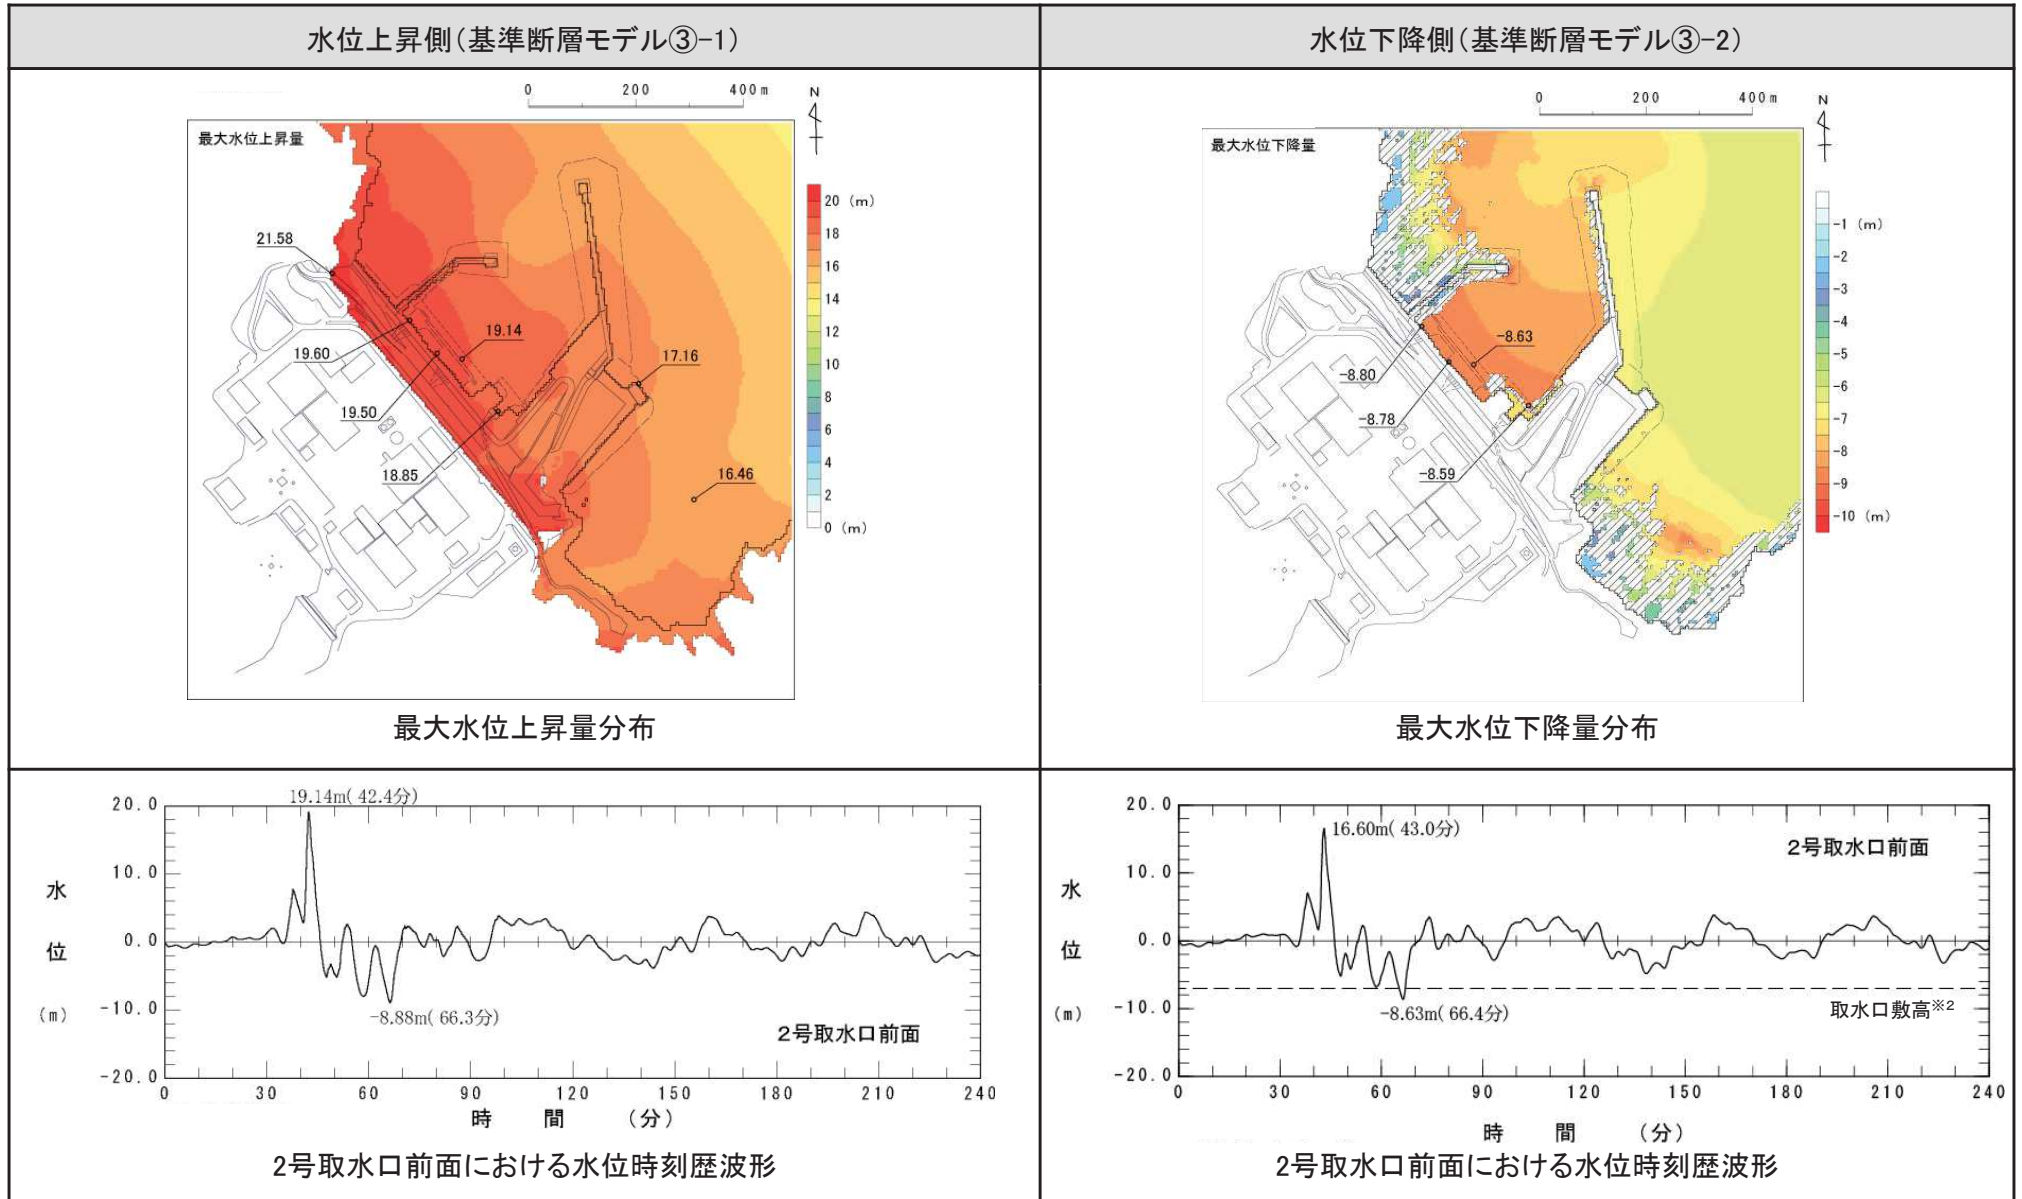 水位上昇側(基準断層モデル③-1)
水位下降側(基準断層モデル③-2)
0 200 400m
N
最大水位上昇量
20 (m)
18
16
14
12
10
8
6
4
2
0 (m)
21.58
19.60
19.14
19.50
17.16
18.85
16.46
最大水位上昇量分布
0 200 400m
N
最大水位下降量
-1 (m)
-2
-3
-4
-5
-6
-7
-8
-9
-10 (m)
-8.63
-8.80
-8.78
-8.59
最大水位下降量分布
19.14m( 42.4分)
20.0
10.0
0.0
-10.0
-20.0
水位(m)
-8.88m( 66.3分)
2号取水口前面
0 30 60 90 120 150 180 210 240
時間(分)
2号取水口前面における水位時刻歴波形
20.0
10.0
0.0
-10.0
-20.0
水位(m)
16.60m( 43.0分)
2号取水口前面
-8.63m( 66.4分)
取水口敷高※2
0 30 60 90 120 150 180 210 240
時間(分)
2号取水口前面における水位時刻歴波形